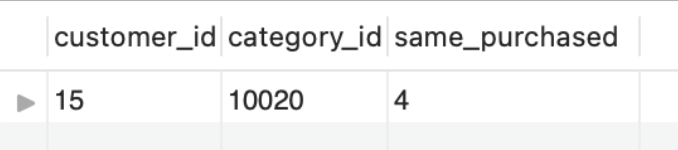 customer_id category_id same_purchased
15 10020 4